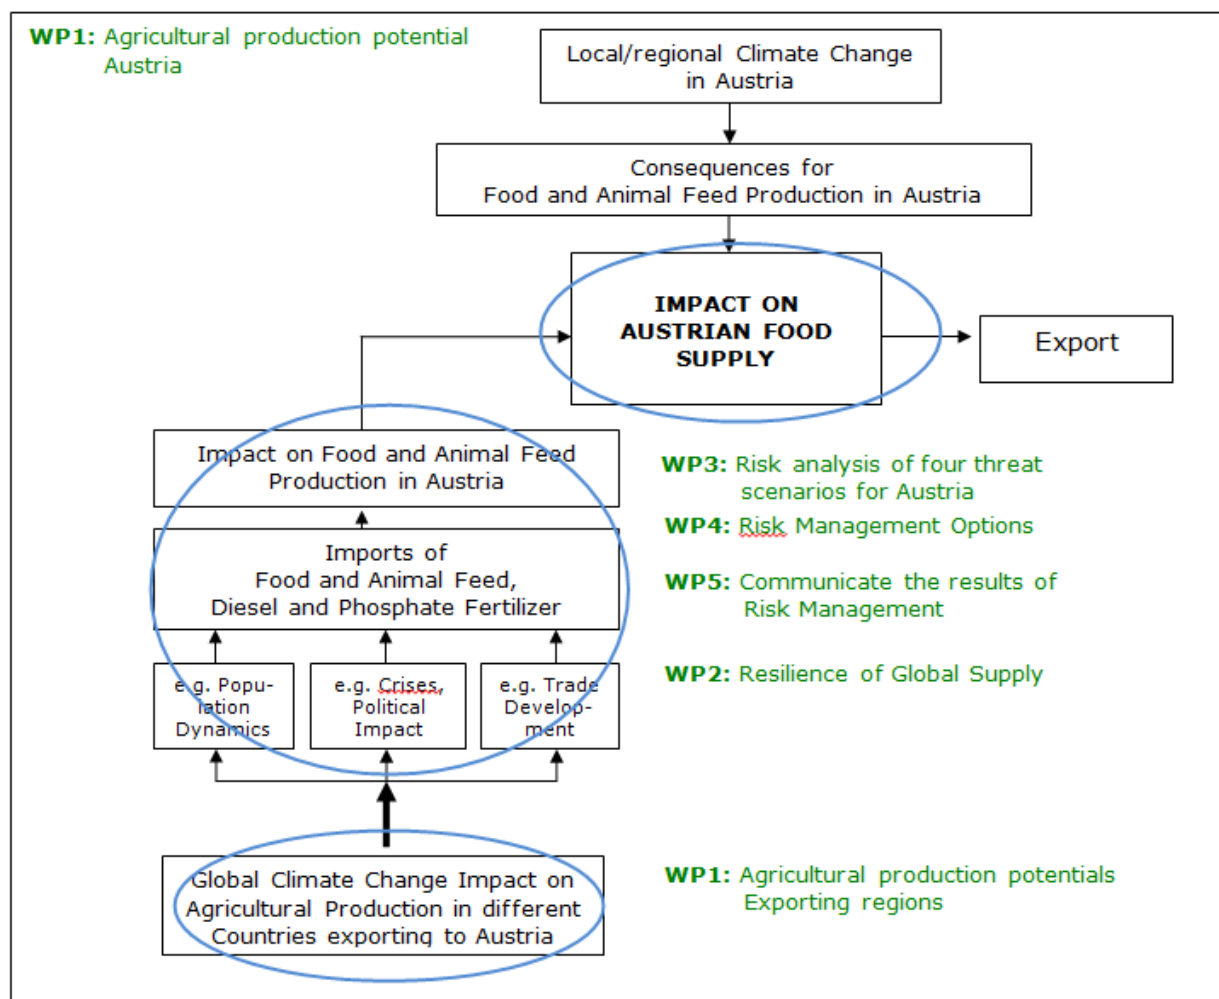 WP1: Agricultural production potential
Austria
Local/regional Climate Change
in Austria
Consequences for
Food and Animal Feed Production in Austria
IMPACT ON
AUSTRIAN FOOD
SUPPLY
Export
Impact on Food and Animal Feed
Production in Austria
WP3: Risk analysis of four threat
scenarios for Austria
WP4: Risk Management Options
Imports of
Food and Animal Feed,
Diesel and Phosphate Fertilizer
WP5: Communicate the results of
Risk Management
e.g. Popu-
lation
Dynamics
e.g. Crises,
Political
Impact
e.g. Trade
Develop-
ment
WP2: Resilience of Global Supply
Global Climate Change Impact on
Agricultural Production in different
Countries exporting to Austria
WP1: Agricultural production potentials
Exporting regions